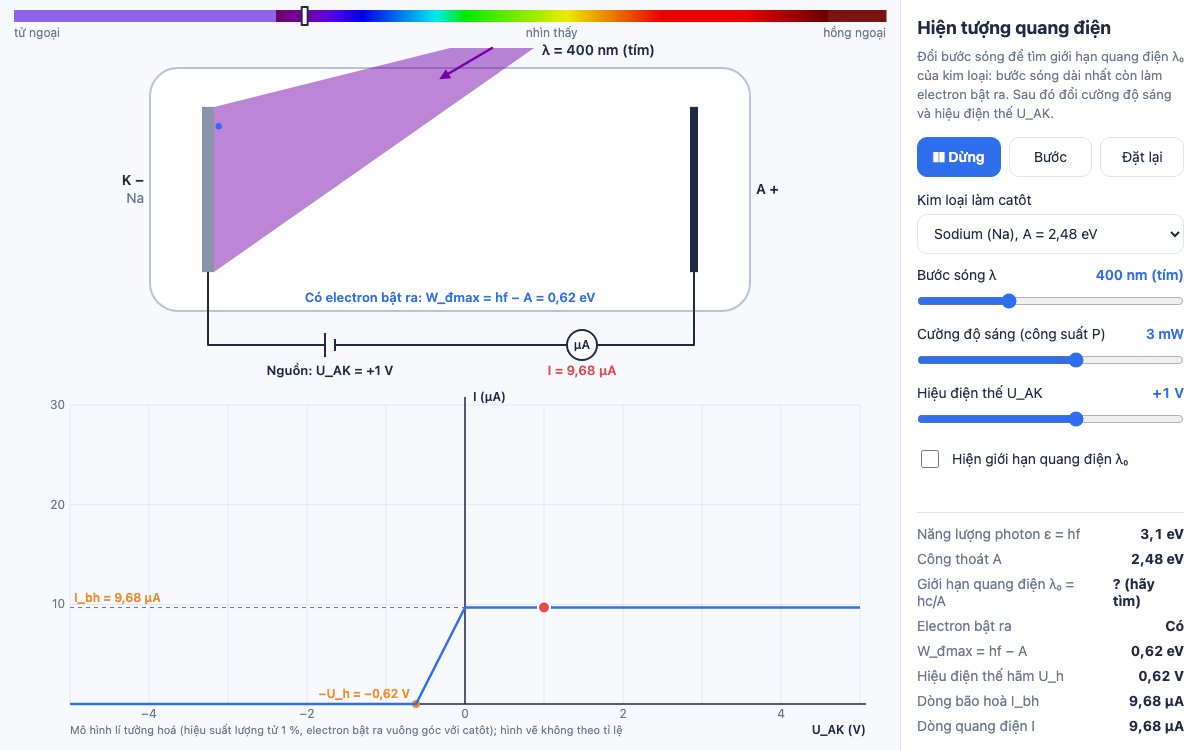 từ ngoại
nhìn thấy
hồng ngoại
λ = 400 nm (tím)
K −
Na
A +
Có electron bật ra: W_đmax = hf − A = 0,62 eV
µA
Nguồn: U_AK = +1 V
I = 9,68 µA
I (µA)
30
20
10
I_bh = 9,68 µA
−U_h = −0,62 V
−4
−2
0
2
4
U_AK (V)
Mô hình lí tưởng hoá (hiệu suất lượng tử 1 %, electron bật ra vuông góc với catôt); hình vẽ không theo tỉ lệ
Hiện tượng quang điện
Đổi bước sóng để tìm giới hạn quang điện λ₀
của kim loại: bước sóng dài nhất còn làm
electron bật ra. Sau đó đổi cường độ sáng
và hiệu điện thế U_AK.
Dừng
Bước
Đặt lại
Kim loại làm catôt
Sodium (Na), A = 2,48 eV
Bước sóng λ
400 nm (tím)
Cường độ sáng (công suất P)
3 mW
Hiệu điện thế U_AK
+1 V
Hiện giới hạn quang điện λ₀
Năng lượng photon ε = hf
3,1 eV
Công thoát A
2,48 eV
Giới hạn quang điện λ₀ =
hc/A
? (hãy
tìm)
Electron bật ra
Có
W_đmax = hf − A
0,62 eV
Hiệu điện thế hãm U_h
0,62 V
Dòng bão hoà I_bh
9,68 µA
Dòng quang điện I
9,68 µA